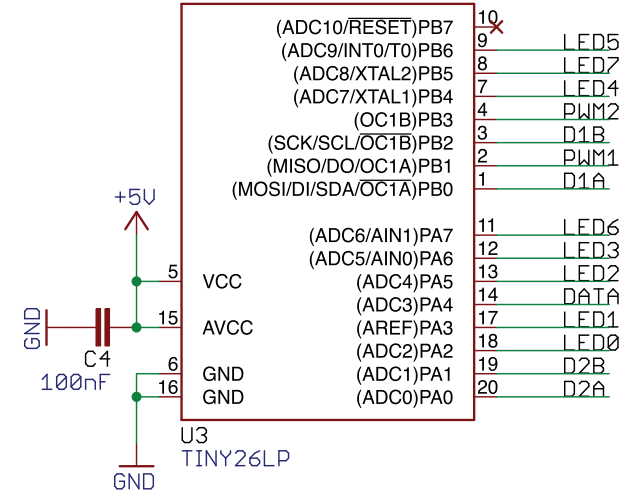 (ADC10/RESET)PB7 10
(ADC9/INT0/T0)PB6 9 LED5
(ADC8/XTAL2)PB5 8 LED7
(ADC7/XTAL1)PB4 7 LED4
(OC1B)PB3 4 PWM2
(SCK/SCL/OC1B)PB2 3 D1B
(MISO/DO/OC1A)PB1 2 PWM1
(MOSI/DI/SDA/OC1A)PB0 1 D1A
+5V
(ADC6/AIN1)PA7 11 LED6
(ADC5/AIN0)PA6 12 LED3
5 VCC (ADC4)PA5 13 LED2
(ADC3)PA4 14 DATA
GND 15 AVCC (AREF)PA3 17 LED1
C4 (ADC2)PA2 18 LED0
100nF 6 GND (ADC1)PA1 19 D2B
16 GND (ADC0)PA0 20 D2A
U3
TINY26LP
GND